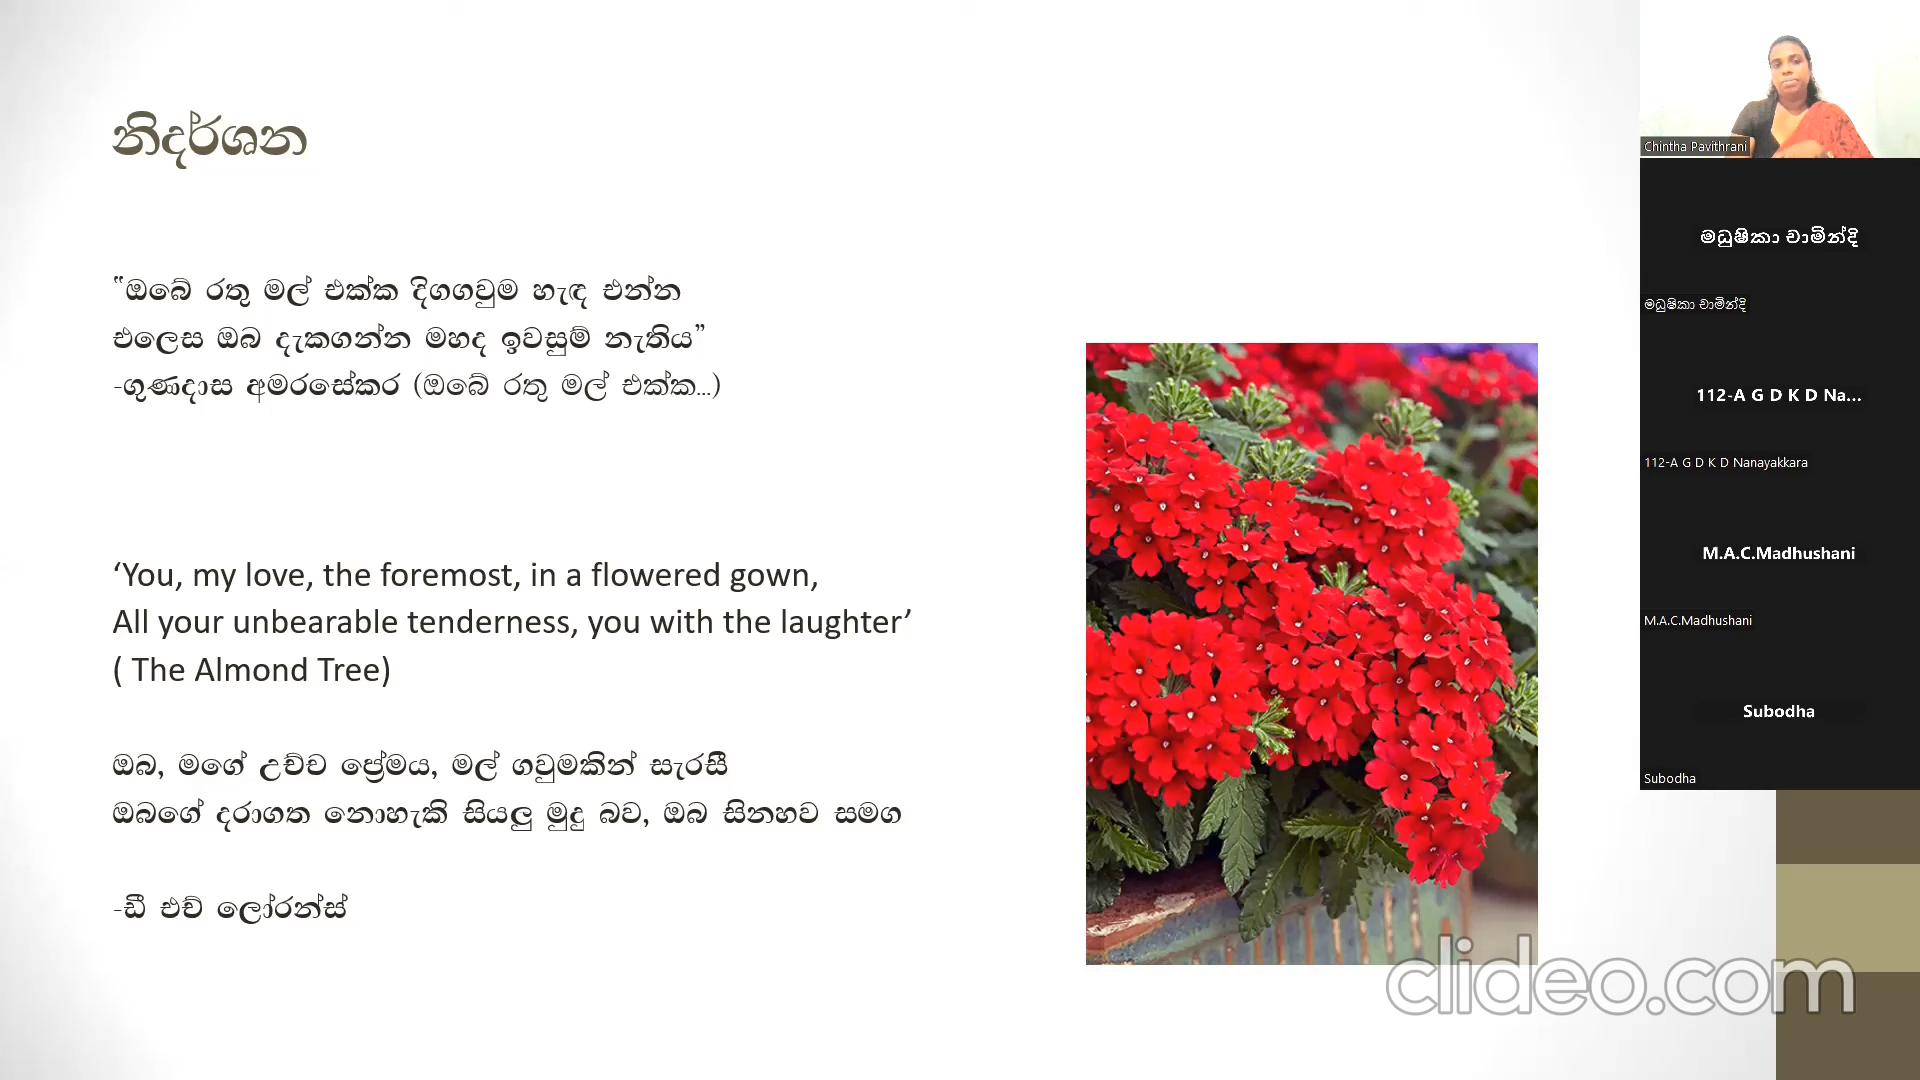 නිදර්ශන
“ඔබේ රතු මල් එක්ක දිගගවුම හැඳ එන්න
එලෙස ඔබ දැකගන්න මහද ඉවසුම් නැතිය”
-ගුණදාස අමරසේකර (ඔබේ රතු මල් එක්ක...)
‘You, my love, the foremost, in a flowered gown,
All your unbearable tenderness, you with the laughter’
( The Almond Tree)
ඔබ, මගේ උච්ච ප්‍රේමය, මල් ගවුමකින් සැරසී
ඔබගේ දරාගත නොහැකි සියලු මුදු බව, ඔබ සිනහව සමග
-ඩී එච් ලෝරන්ස්
Chintha Pavithrani
මධුෂිකා චාමින්දි
මධුෂිකා චාමින්දි
112-A G D K D Na...
112-A G D K D Nanayakkara
M.A.C.Madhushani
M.A.C.Madhushani
Subodha
Subodha
clideo.com